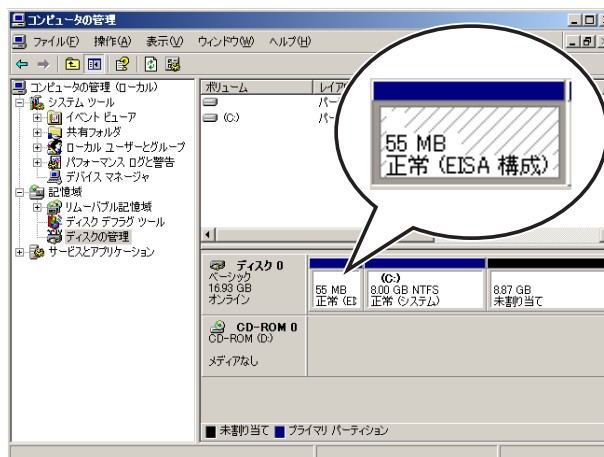 コンピュータの管理
ファイル(F) 操作(A) 表示(V) ウィンドウ(W) ヘルプ(H)
コンピュータの管理 (ローカル)
システム ツール
イベント ビューア
共有フォルダ
ローカル ユーザーとグループ
パフォーマンス ログと警告
デバイス マネージャ
記憶域
リムーバブル記憶域
ディスク デフラグ ツール
ディスクの管理
サービスとアプリケーション
ボリューム
(C:)
55 MB
正常 (EISA 構成)
ディスク 0
ベーシック
16.93 GB
オンライン
55 MB
正常 (EI
(C:)
8.00 GB NTFS
正常 (システム)
8.87 GB
未割り当て
CD-ROM 0
CD-ROM (D:)
メディアなし
未割り当て プライマリ パーティション